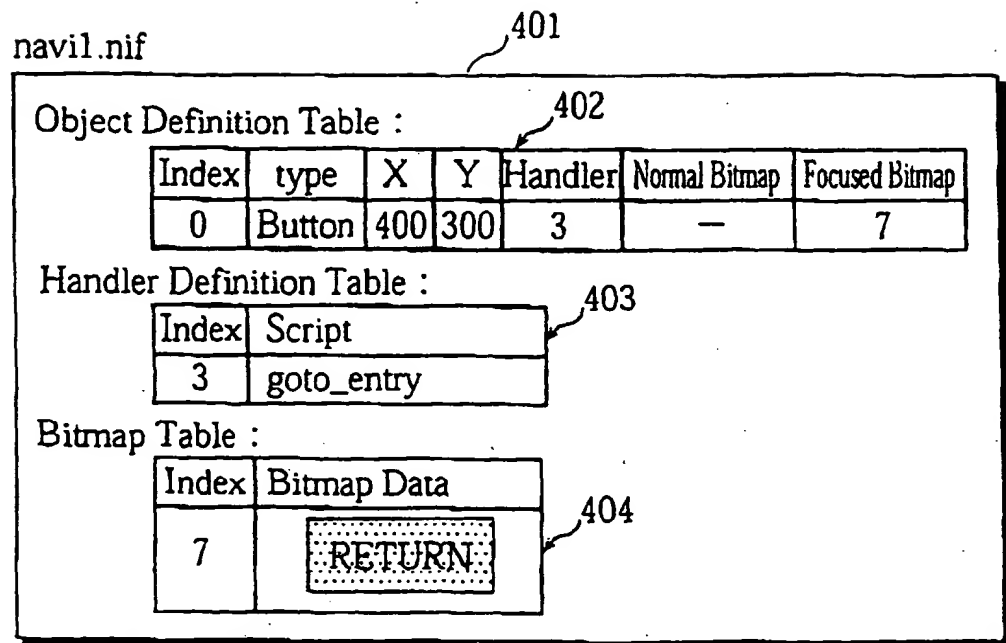 navi1.nif
401
Object Definition Table :
402
Index type X Y Handler Normal Bitmap Focused Bitmap
0 Button 400 300 3 — 7
Handler Definition Table :
403
Index Script
3 goto_entry
Bitmap Table :
Index Bitmap Data
404
7 RETURN